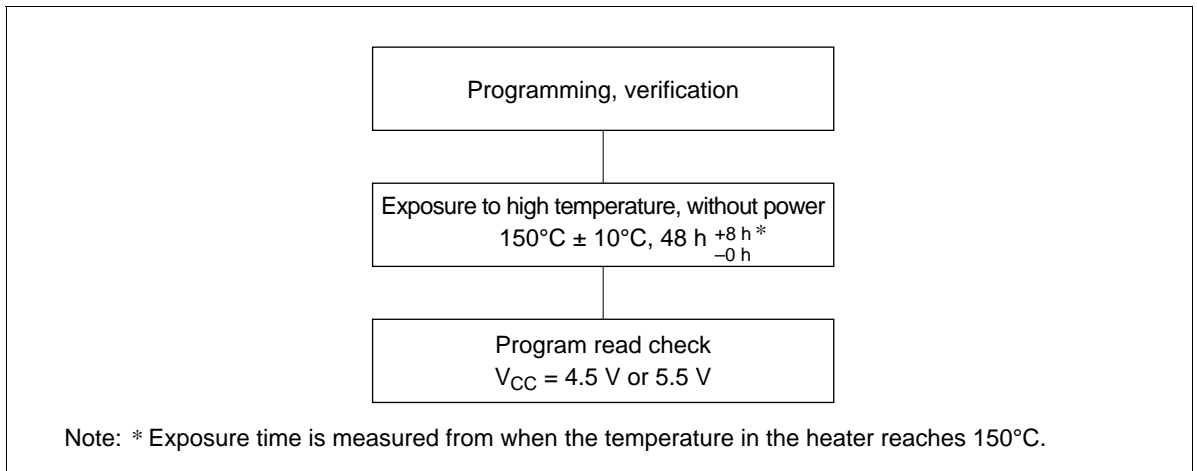 Programming, verification
Exposure to high temperature, without power
150°C ± 10°C, 48 h +8 h *
–0 h
Program read check
VCC = 4.5 V or 5.5 V
Note: * Exposure time is measured from when the temperature in the heater reaches 150°C.